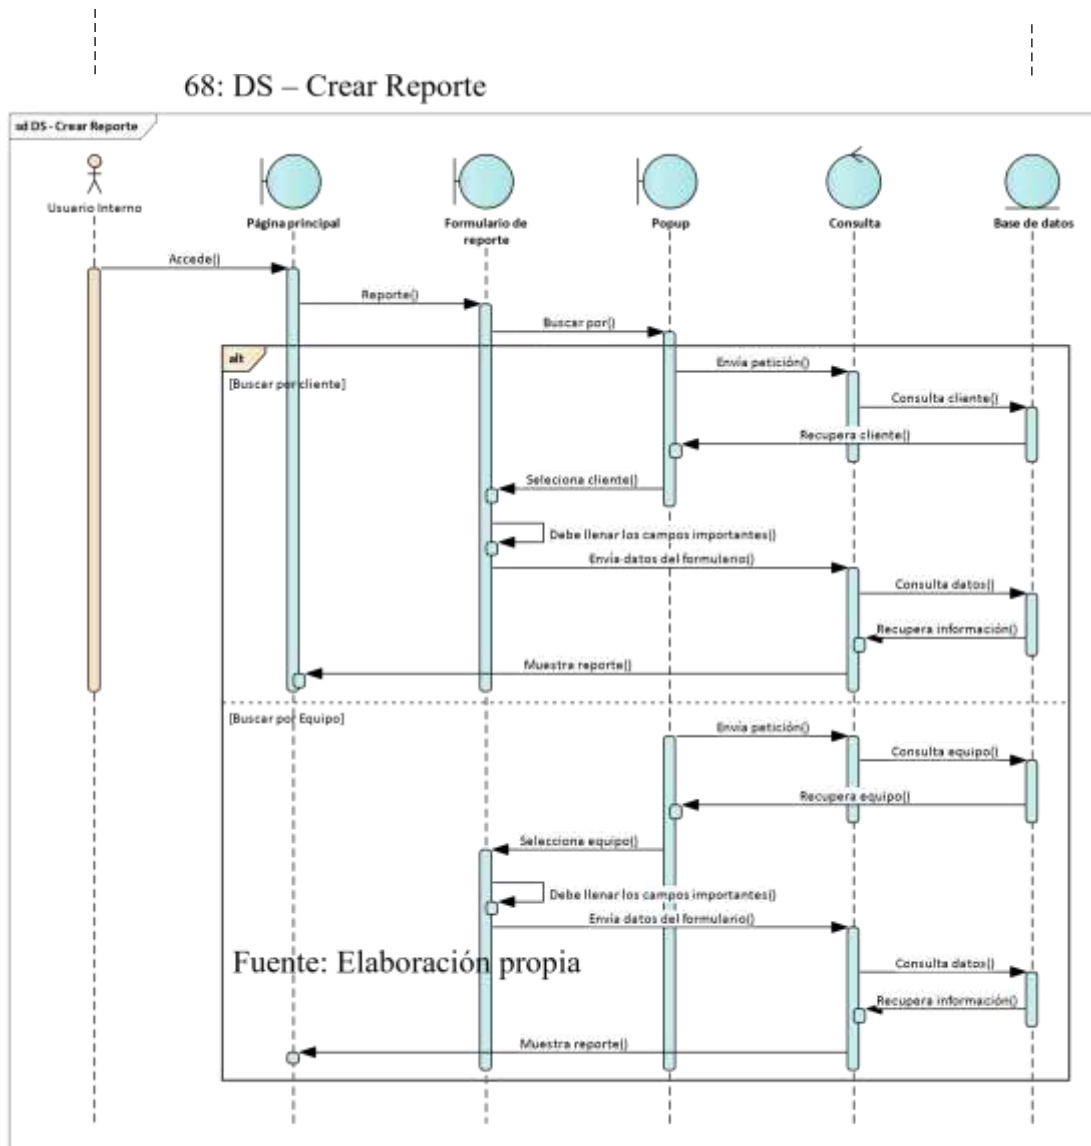 68: DS – Crear Reporte
sd DS - Crear Reporte
Usuario Interno
Página principal
Formulario de
reporte
Popup
Consulta
Base de datos
Accede()
Reporte()
Buscar por()
alt
[Buscar por cliente]
Envía petición()
Consulta cliente()
Recupera cliente()
Seleciona cliente()
Debe llenar los campos importantes()
Envía datos del formulario()
Consulta datos()
Recupera información()
Muestra reporte()
[Buscar por Equipo]
Envía petición()
Consulta equipo()
Recupera equipo()
Selecciona equipo()
Debe llenar los campos importantes()
Envía datos del formulario()
Fuente: Elaboración propia
Consulta datos()
Recupera información()
Muestra reporte()